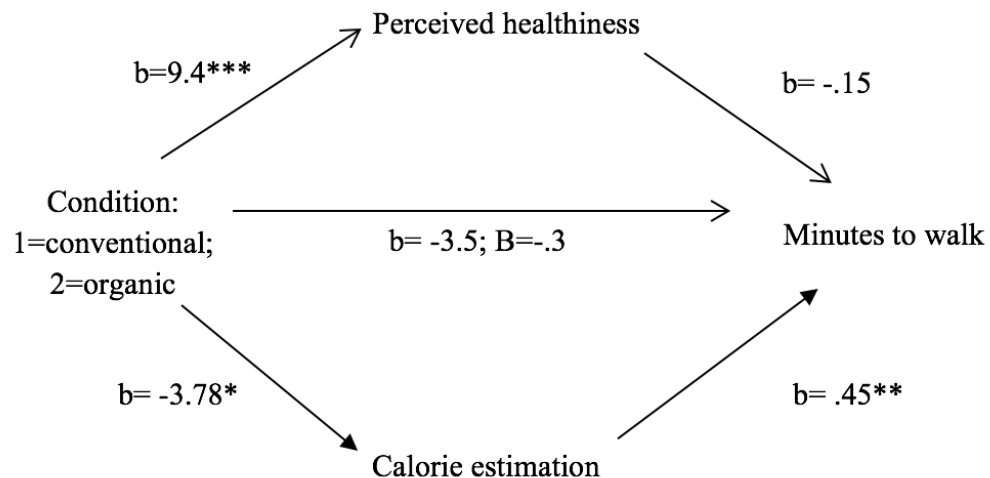 Perceived healthiness
b=9.4***
b= -.15
Condition:
1=conventional;
2=organic
b= -3.5; B=-.3
Minutes to walk
b= -3.78*
b= .45**
Calorie estimation